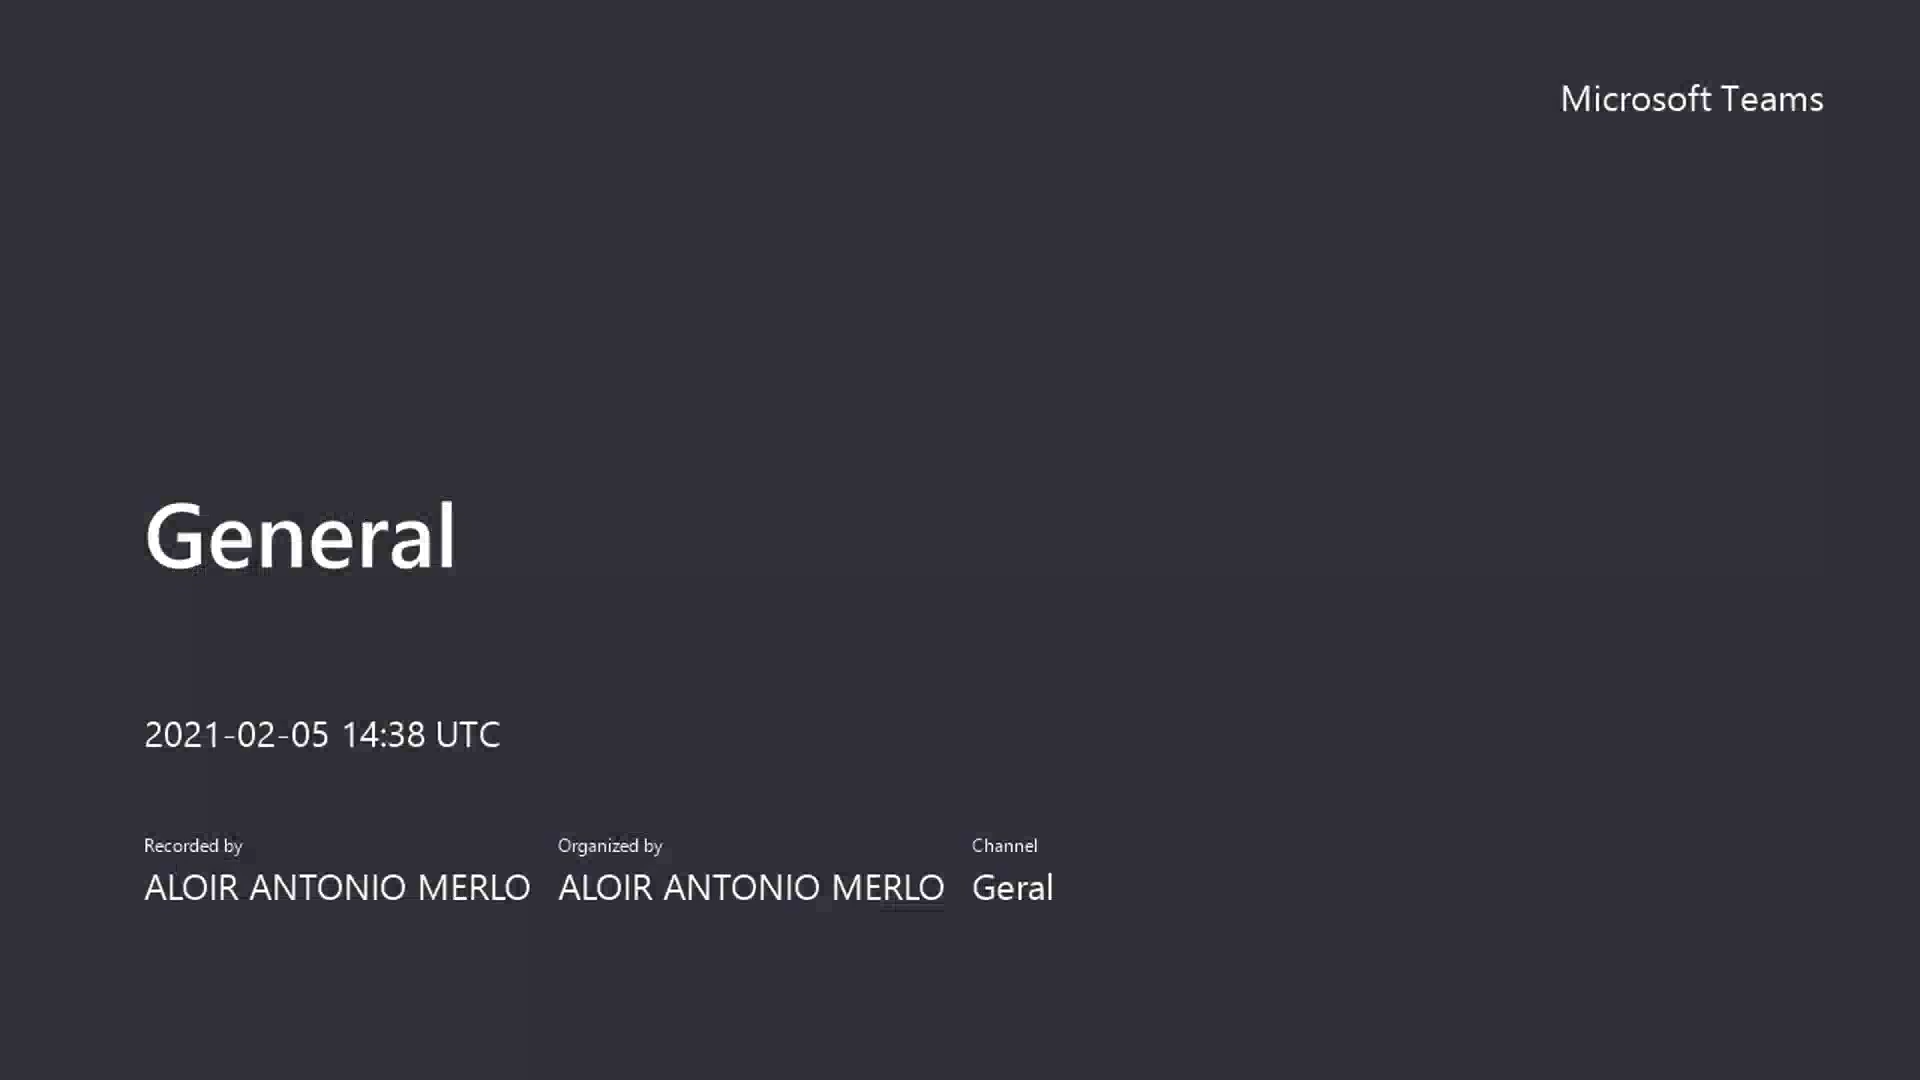 Microsoft Teams
General
2021-02-05 14:38 UTC
Recorded by Organized by Channel
ALOIR ANTONIO MERLO ALOIR ANTONIO MERLO Geral